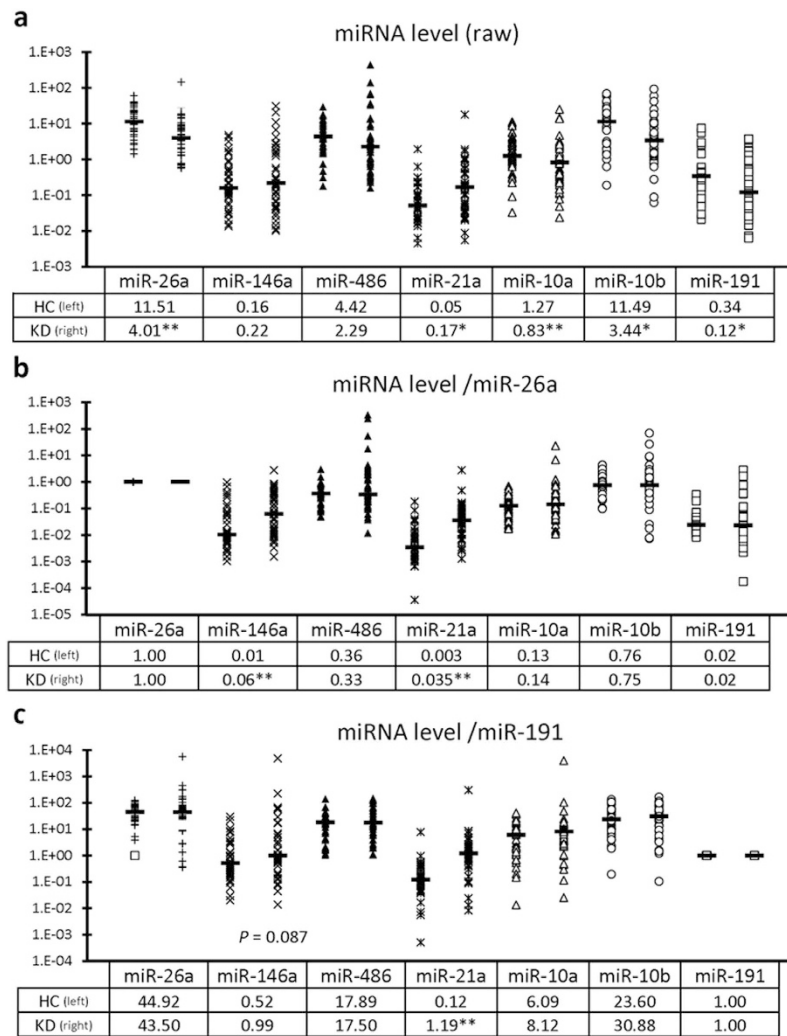 a
miRNA level (raw)
1.E+03
1.E+02
1.E+01
1.E+00
1.E-01
1.E-02
1.E-03
miR-26a miR-146a miR-486 miR-21a miR-10a miR-10b miR-191
HC (left) 11.51 0.16 4.42 0.05 1.27 11.49 0.34
KD (right) 4.01** 0.22 2.29 0.17* 0.83** 3.44* 0.12*
b
miRNA level /miR-26a
1.E+03
1.E+02
1.E+01
1.E+00
1.E-01
1.E-02
1.E-03
1.E-04
1.E-05
miR-26a miR-146a miR-486 miR-21a miR-10a miR-10b miR-191
HC (left) 1.00 0.01 0.36 0.003 0.13 0.76 0.02
KD (right) 1.00 0.06** 0.33 0.035** 0.14 0.75 0.02
c
miRNA level /miR-191
1.E+04
1.E+03
1.E+02
1.E+01
1.E+00
1.E-01
1.E-02
1.E-03
1.E-04
P = 0.087
miR-26a miR-146a miR-486 miR-21a miR-10a miR-10b miR-191
HC (left) 44.92 0.52 17.89 0.12 6.09 23.60 1.00
KD (right) 43.50 0.99 17.50 1.19** 8.12 30.88 1.00